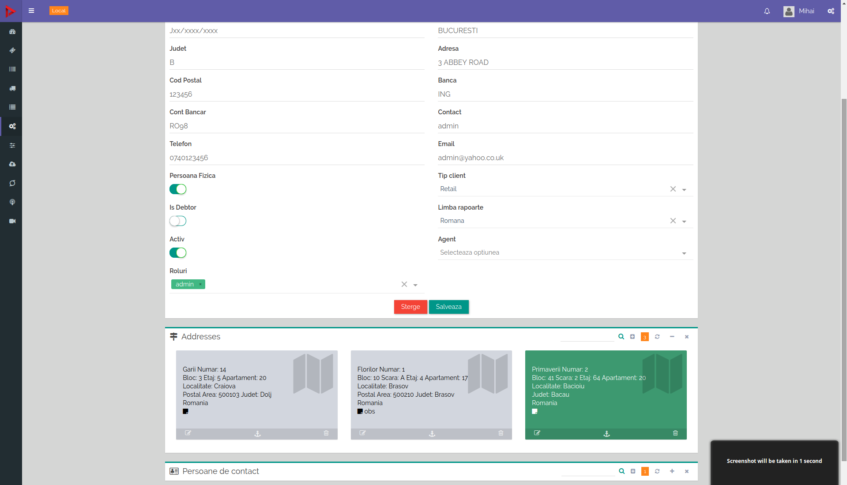 Local
Mihai
Jxx/xxxx/xxxx
BUCURESTI
Judet
Adresa
B
3 ABBEY ROAD
Cod Postal
Banca
123456
ING
Cont Bancar
Contact
RO98
admin
Telefon
Email
0740123456
admin@yahoo.co.uk
Persoana Fizica
Tip client
Retail
Is Debtor
Limba rapoarte
Romana
Activ
Agent
Selecteaza optiunea
Roluri
admin
Sterge
Salveaza
Addresses
3
Garii Numar: 14
Bloc: 3 Etaj: 5 Apartament: 20
Localitate: Craiova
Postal Area: 500103 Judet: Dolj
Romania
Florilor Numar: 1
Bloc: 10 Scara: A Etaj: 4 Apartament: 17
Localitate: Brasov
Postal Area: 500210 Judet: Brasov
Romania
obs
Primaverii Numar: 2
Bloc: 41 Scara: 2 Etaj: 64 Apartament: 20
Localitate: Bacioiu
Judet: Bacau
Romania
Persoane de contact
Screenshot will be taken in 1 second